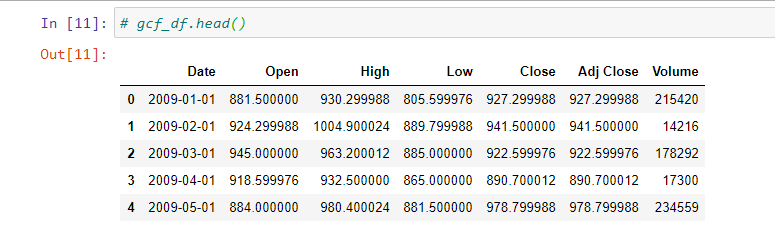 In [11]: # gcf_df.head()
Out[11]:
Date Open High Low Close Adj Close Volume
0 2009-01-01 881.500000 930.299988 805.599976 927.299988 927.299988 215420
1 2009-02-01 924.299988 1004.900024 889.799988 941.500000 941.500000 14216
2 2009-03-01 945.000000 963.200012 885.000000 922.599976 922.599976 178292
3 2009-04-01 918.599976 932.500000 865.000000 890.700012 890.700012 17300
4 2009-05-01 884.000000 980.400024 881.500000 978.799988 978.799988 234559